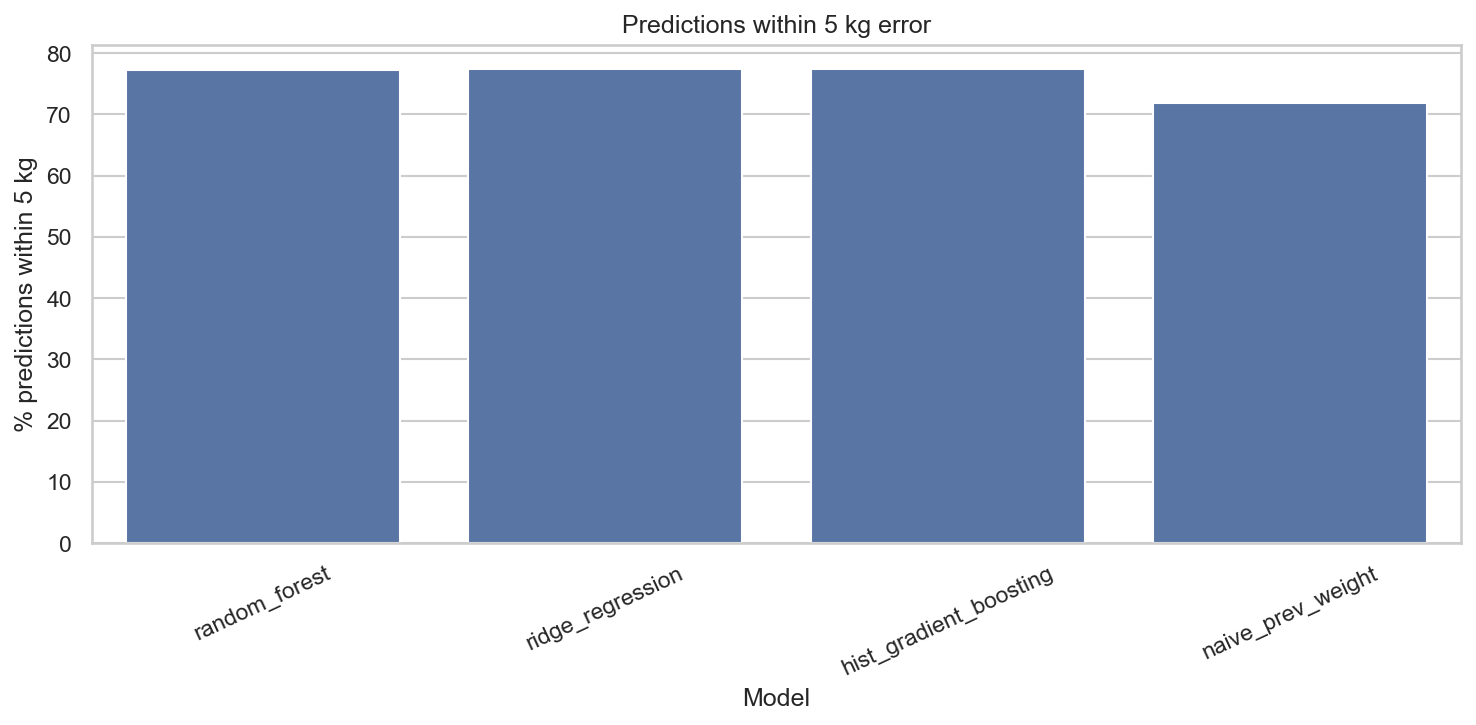 Predictions within 5 kg error
% predictions within 5 kg
80
70
60
50
40
30
20
10
0
random_forest
ridge_regression
hist_gradient_boosting
naive_prev_weight
Model